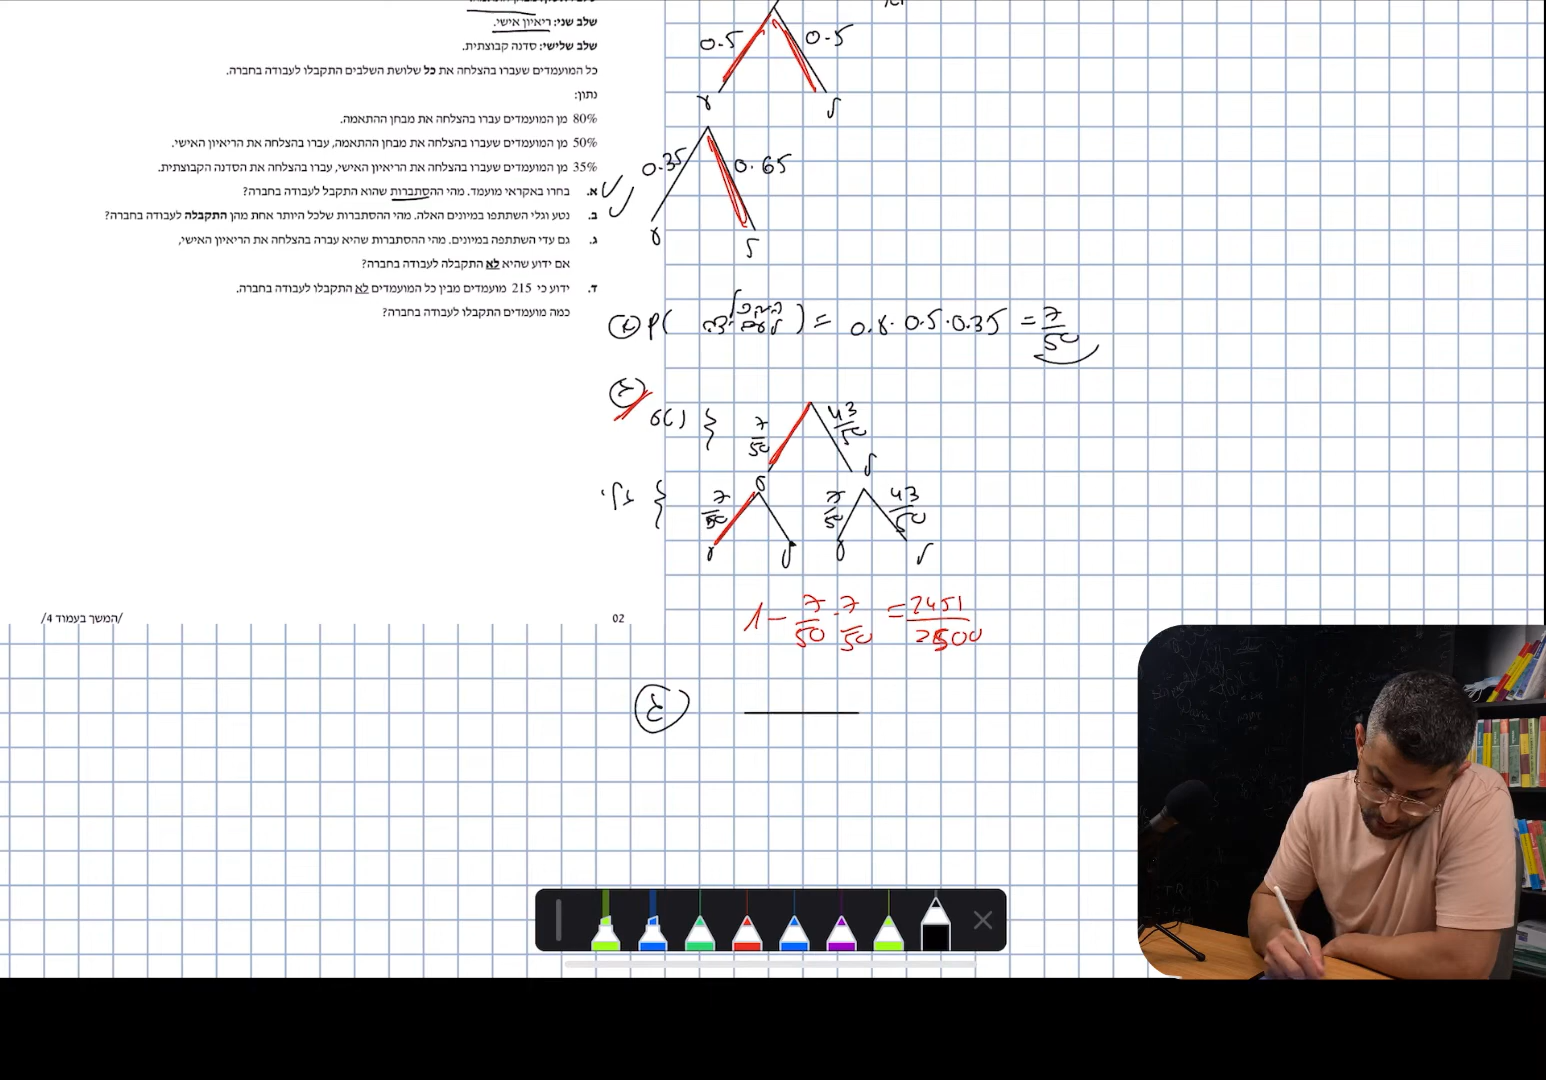 שלב שני: ריאיון אישי.
שלב שלישי: סדנה קבוצתית.
כל המועמדים שעברו בהצלחה את כל שלושת השלבים התקבלו לעבודה בחברה.
נתון:
80% מן המועמדים עברו בהצלחה את מבחן ההתאמה.
50% מן המועמדים שעברו בהצלחה את מבחן ההתאמה, עברו בהצלחה את הריאיון האישי.
35% מן המועמדים שעברו בהצלחה את הריאיון האישי, עברו בהצלחה את הסדנה הקבוצתית.
א. בחרו באקראי מועמד. מהי ההסתברות שהוא התקבל לעבודה בחברה?
ב. נטע וגלי השתתפו במיונים האלה. מהי ההסתברות שלכל היותר אחת מהן התקבלה לעבודה בחברה?
ג. גם עדי השתתפה במיונים. מהי ההסתברות שהיא עברה בהצלחה את הריאיון האישי,
אם ידוע שהיא לא התקבלה לעבודה בחברה?
ד. ידוע כי 215 מועמדים מבין כל המועמדים לא התקבלו לעבודה בחברה.
כמה מועמדים התקבלו לעבודה בחברה?
/המשך בעמוד 4/
02
0.5 0.5
0.35 0.65
א P( ) = 0.8 · 0.5 · 0.35 = 7/50
ב
7/50 43/50
גלי
7/50 7/50 43/50
1 - 7/50 · 7/50 = 2451/2500
ג